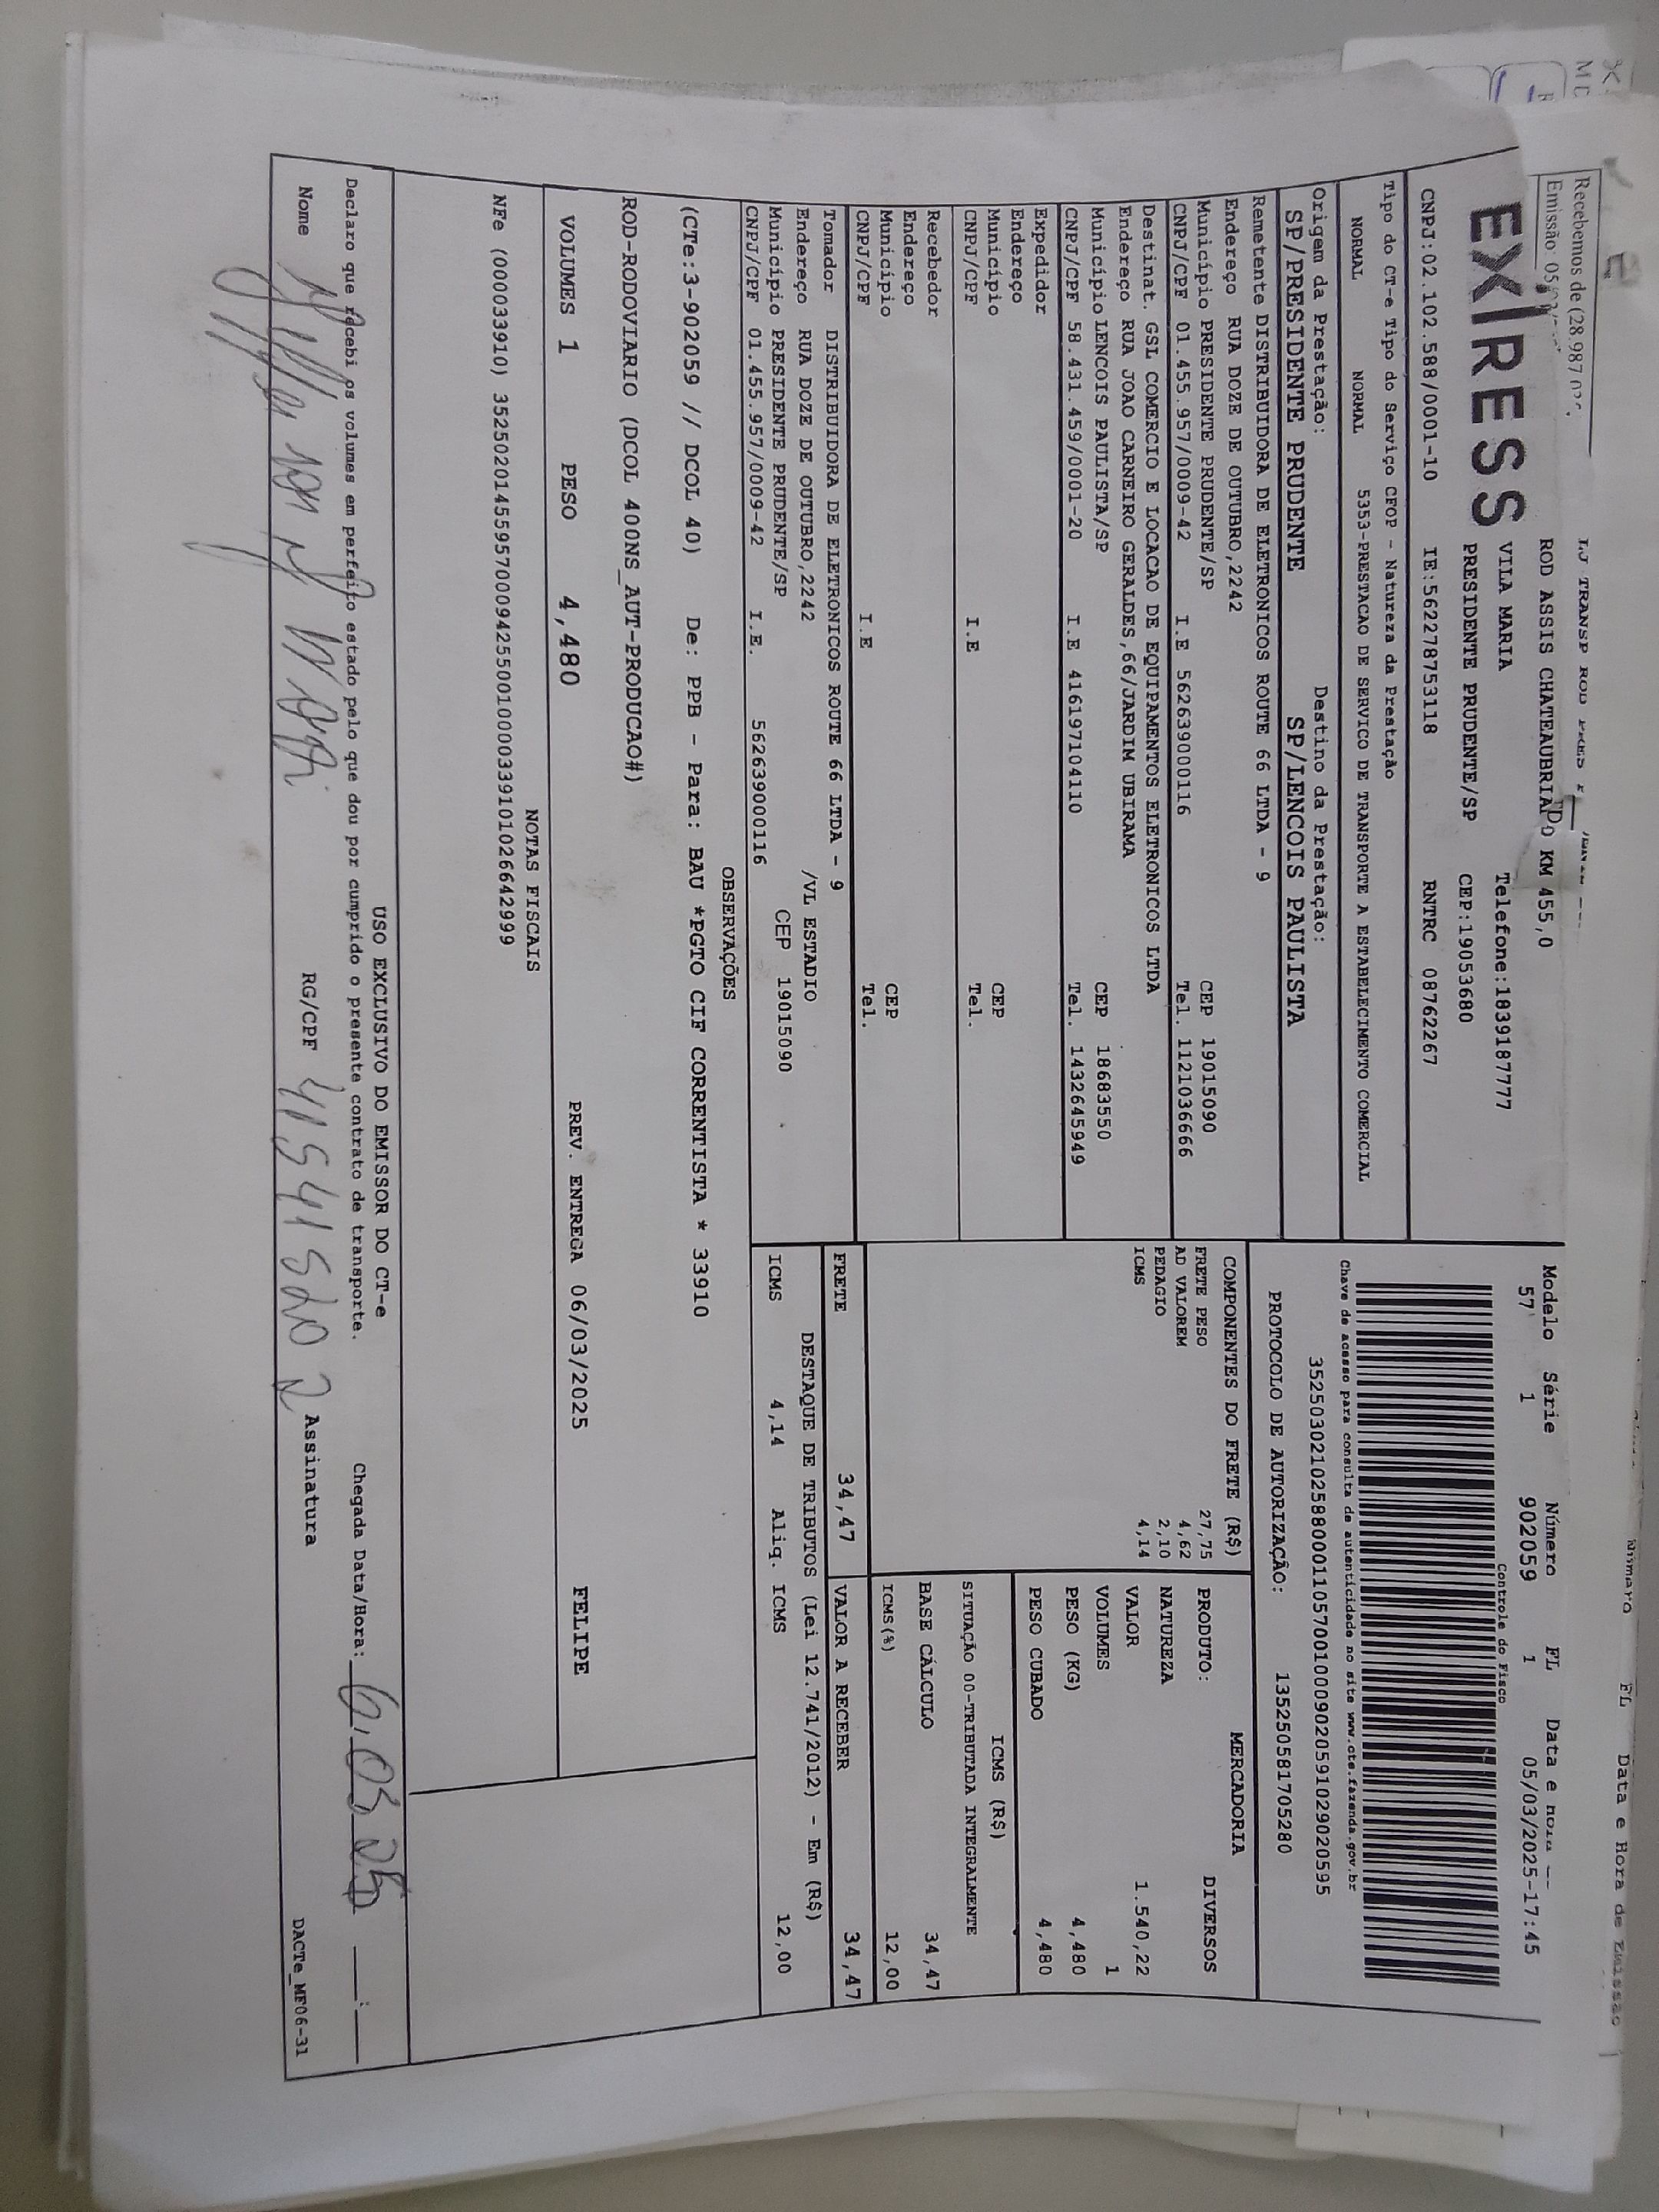 Recebemos de (28.987
Emissão: 05
Data e Hora de Emissão
FL
EXPRESS
ROD ASSIS CHATEAUBRIAND KM 455,0
VILA MARIA Telefone:1839187777
PRESIDENTE PRUDENTE/SP CEP:19053680
CNPJ:02.102.588/0001-10 IE:562278753118 RNTRC 08762267
Modelo Série Número FL Data e
57 1 902059 1 05/03/2025-17:45
Controle do Fisco
Chave de acesso para consulta de autenticidade no site www.cte.fazenda.gov.br
35250302102588000110570010009020591029020595
PROTOCOLO DE AUTORIZAÇÃO: 135250581705280
Tipo do CT-e Tipo do Serviço CFOP - Natureza da Prestação
NORMAL NORMAL 5353-PRESTACAO DE SERVICO DE TRANSPORTE A ESTABELECIMENTO COMERCIAL
Origem da Prestação: Destino da Prestação:
SP/PRESIDENTE PRUDENTE SP/LENCOIS PAULISTA
Remetente DISTRIBUIDORA DE ELETRONICOS ROUTE 66 LTDA - 9
Endereço RUA DOZE DE OUTUBRO,2242
Município PRESIDENTE PRUDENTE/SP CEP 19015090
CNPJ/CPF 01.455.957/0009-42 I.E 562639000116 Tel. 1121036666
Destinat. GSL COMERCIO E LOCACAO DE EQUIPAMENTOS ELETRONICOS LTDA
Endereço RUA JOAO CARNEIRO GERALDES,66/JARDIM UBIRAMA
Município LENCOIS PAULISTA/SP CEP 18683550
CNPJ/CPF 58.431.459/0001-20 I.E 416197104110 Tel. 1432645949
Expedidor
Endereço
Município CEP
CNPJ/CPF I.E Tel.
Recebedor
Endereço
Município CEP
CNPJ/CPF I.E Tel.
Tomador DISTRIBUIDORA DE ELETRONICOS ROUTE 66 LTDA - 9
Endereço RUA DOZE DE OUTUBRO,2242 /VL ESTADIO
Município PRESIDENTE PRUDENTE/SP CEP 19015090
CNPJ/CPF 01.455.957/0009-42 I.E. 562639000116
COMPONENTES DO FRETE (R$)
FRETE PESO 27,75
AD VALOREM 4,62
PEDAGIO 2,10
ICMS 4,14
MERCADORIA
PRODUTO: DIVERSOS
NATUREZA
VALOR 1.540,22
VOLUMES 1
PESO (KG) 4,480
PESO CUBADO 4,480
ICMS (R$)
SITUAÇÃO 00-TRIBUTADA INTEGRALMENTE
BASE CÁLCULO 34,47
ICMS(%) 12,00
FRETE 34,47 VALOR A RECEBER 34,47
DESTAQUE DE TRIBUTOS (Lei 12.741/2012) - Em (R$)
ICMS 4,14 Aliq. ICMS 12,00
OBSERVAÇÕES
(CTe:3-902059 // DCOL 40) De: PPB - Para: BAU *PGTO CIF CORRENTISTA * 33910
ROD-RODOVIARIO (DCOL 400NS_AUT-PRODUCAO#)
VOLUMES 1 PESO 4,480 PREV. ENTREGA 06/03/2025 FELIPE
NOTAS FISCAIS
NFe (000033910) 35250201455957000942550010000339101026642999
USO EXCLUSIVO DO EMISSOR DO CT-e
Declaro que recebi os volumes em perfeito estado pelo que dou por cumprido o presente contrato de transporte. Chegada Data/Hora: 6.03.25 __:__
Nome RG/CPF 415415202 Assinatura
DACTe_MF06-31